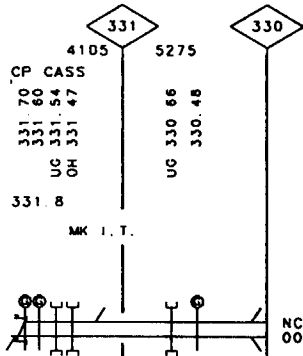 331
330
4105 5275
CP CASS
331.70
331.60
UG 331.54
OH 331.47
UG 330.66
330.48
331.8
MK I.T.
G G
G
NC
00